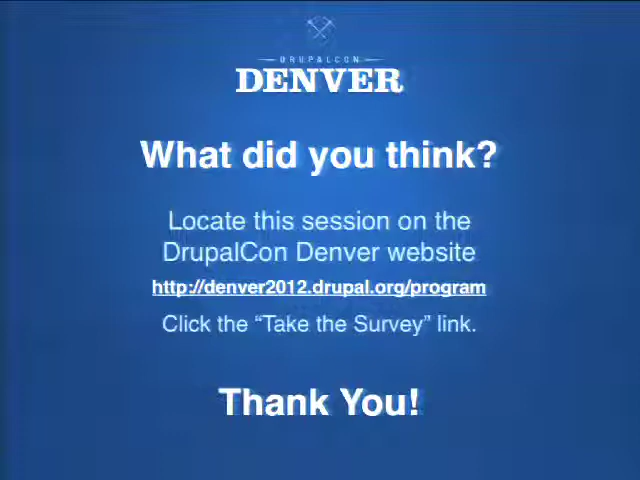 DRUPALCON
DENVER
What did you think?
Locate this session on the
DrupalCon Denver website
http://denver2012.drupal.org/program
Click the “Take the Survey” link.
Thank You!